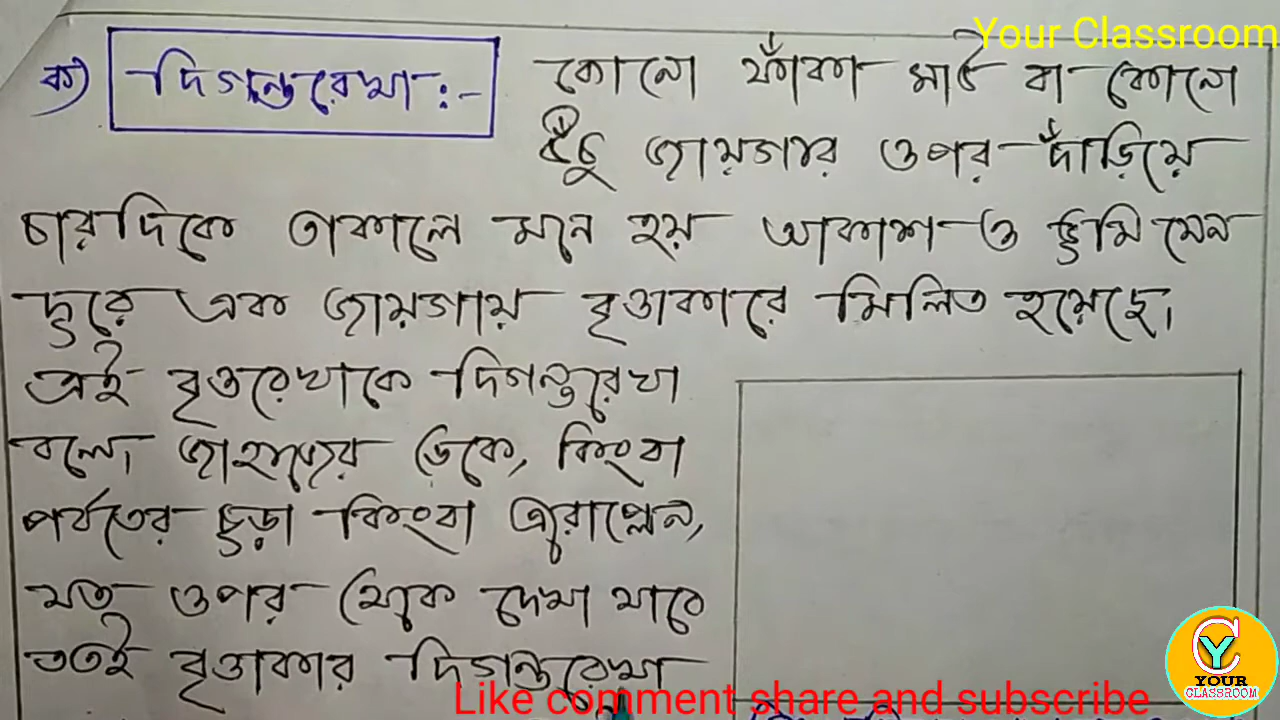 Your Classroom
ক) দিগন্তরেখা:- কোনো ফাঁকা মাঠ বা কোনো
উঁচু জায়গার ওপর দাঁড়িয়ে
চারদিকে তাকালে মনে হয় আকাশ ও ভূমি যেন
দূরে এক জায়গায় বৃত্তাকারে মিলিত হয়েছে।
এই বৃত্তরেখাকে দিগন্তরেখা
বলে। জাহাজের ডেকে, কিংবা
পর্বতের চূড়া কিংবা এরোপ্লেন,
যত ওপর থেকে দেখা যাবে
ততই বৃত্তাকার দিগন্তরেখা
Like comment share and subscribe
YOUR
CLASSROOM